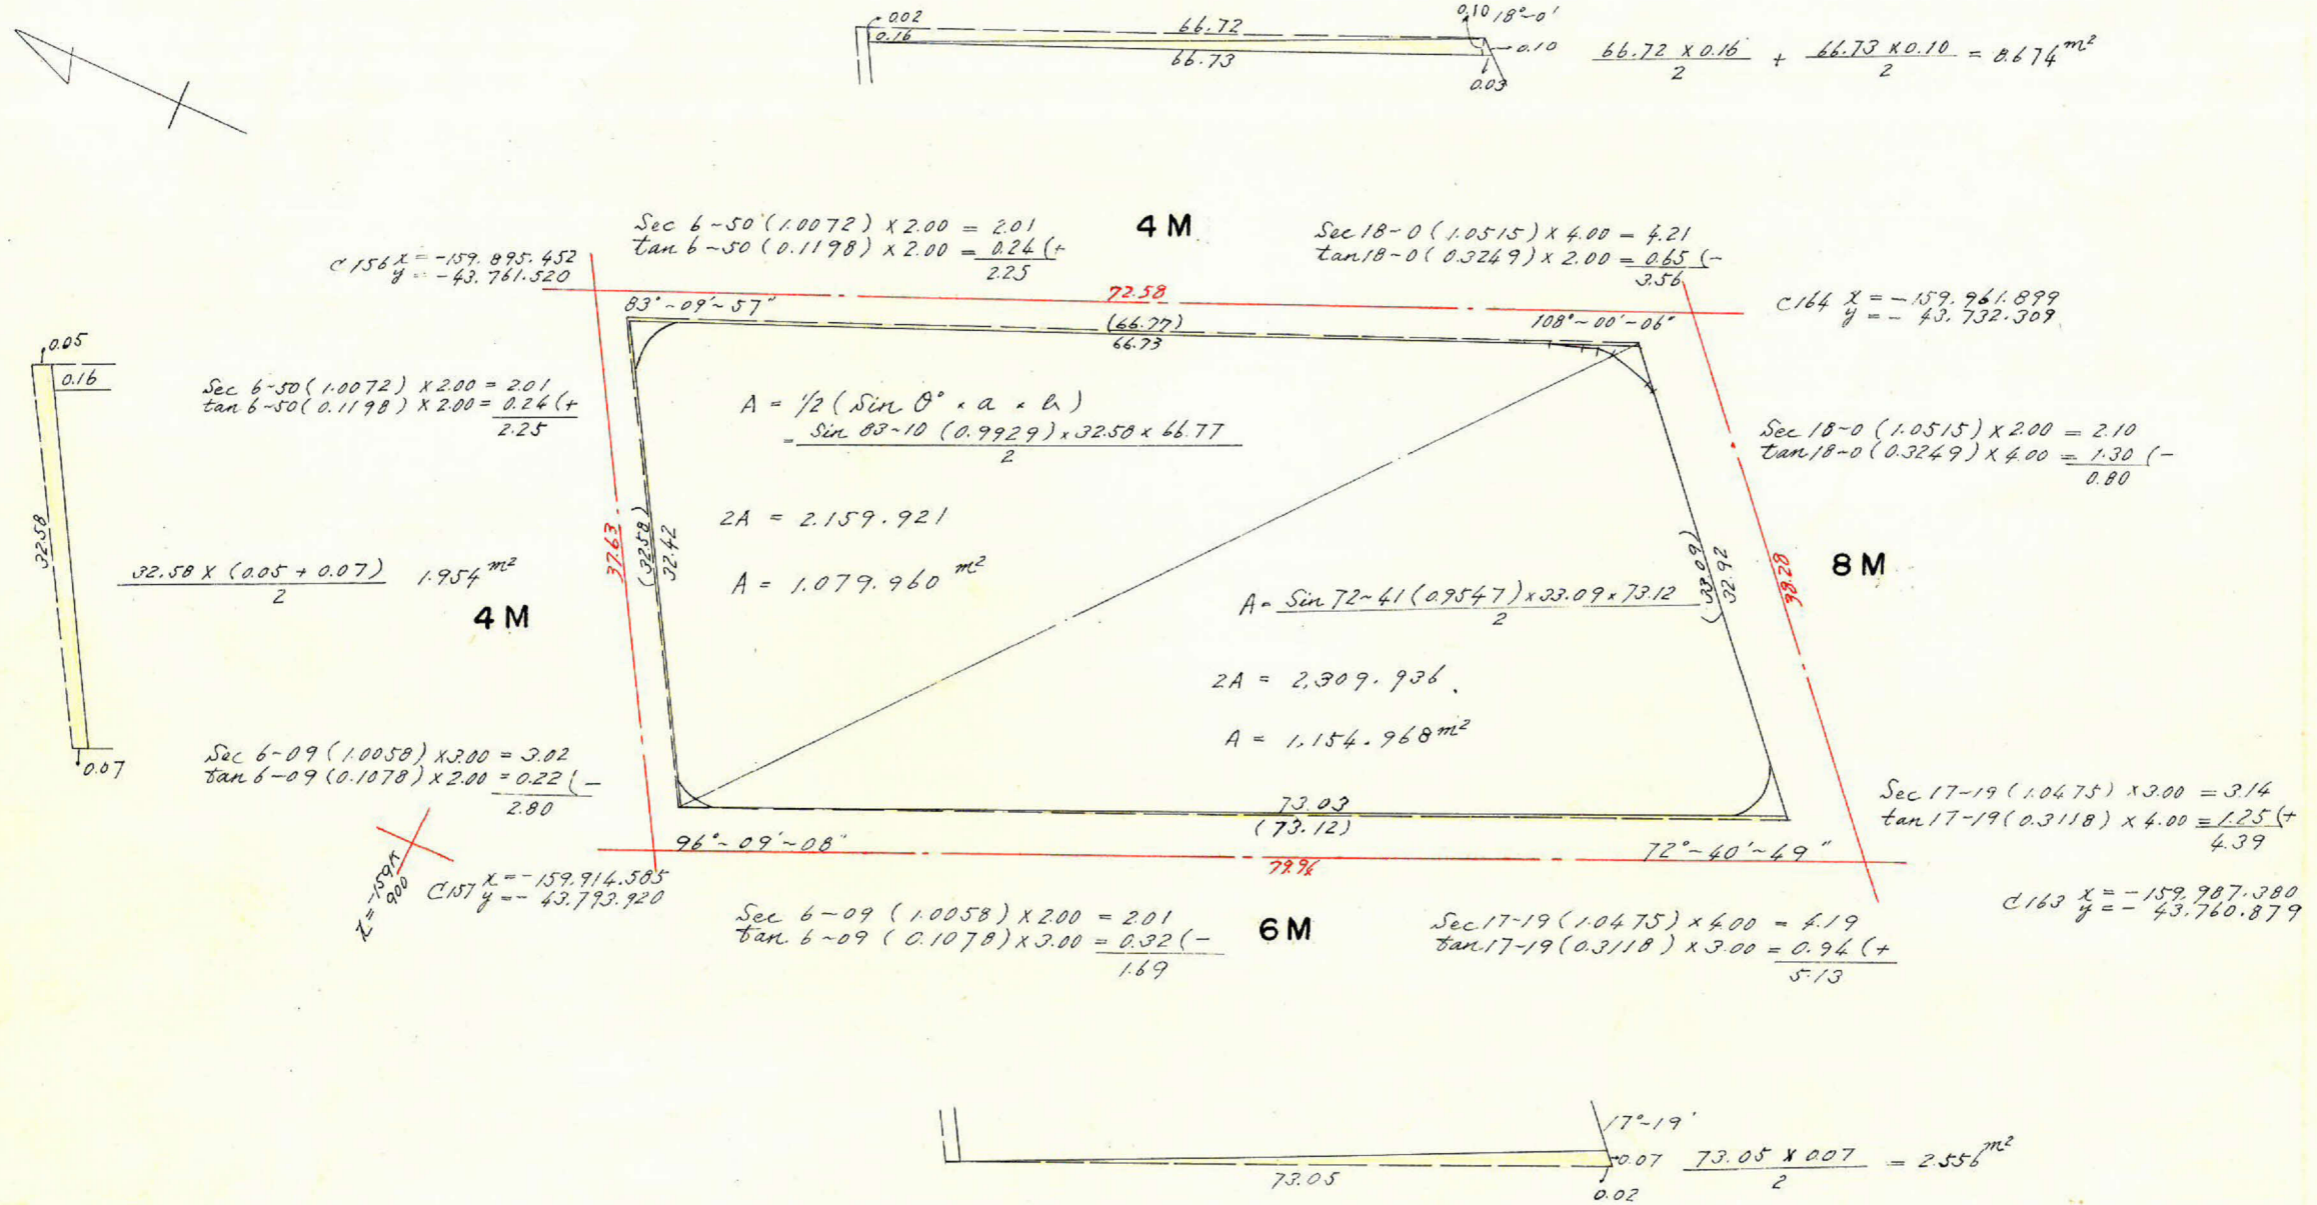 0.02
0.16
66.72
66.73
0.10
18°~0'
0.10
0.03
66.72 x 0.16 / 2 + 66.73 x 0.10 / 2 = 8.674 m²
Sec 6~50 (1.0072) x 2.00 = 2.01
tan 6~50 (0.1198) x 2.00 = 0.24 (+
2.25
4M
Sec 18-0 (1.0515) x 4.00 = 4.21
tan 18-0 (0.3249) x 2.00 = 0.65 (-
3.56
C156 x = -159.895.452
y = -43.761.520
72.58
C164 x = -159.961.899
y = - 43.732.309
83°~09'~57"
(66.77)
66.73
108°~00'~06"
0.05
0.16
32.58
0.07
Sec 6~50 (1.0072) x 2.00 = 2.01
tan 6~50 (0.1198) x 2.00 = 0.24 (+
2.25
A = 1/2 (Sin θ° x a x b)
= Sin 83-10 (0.9929) x 32.58 x 66.77 / 2
Sec 18-0 (1.0515) x 2.00 = 2.10
tan 18-0 (0.3249) x 4.00 = 1.30 (-
0.80
2A = 2.159.921
A = 1.079.960 m²
32.58 x (0.05 + 0.07) / 2 1.954 m²
4M
37.63
(32.58)
32.42
(33.09)
32.92
38.28
8M
A = Sin 72~41 (0.9547) x 33.09 x 73.12 / 2
2A = 2,309.936.
A = 1,154.968 m²
Sec 6-09 (1.0058) x 3.00 = 3.02
tan 6-09 (0.1078) x 2.00 = 0.22 (-
2.80
73.03
(73.12)
Sec 17-19 (1.0475) x 3.00 = 3.14
tan 17-19 (0.3118) x 4.00 = 1.25 (+
4.39
96°~09'~08"
79.96
72°~40'~49"
X = -159K
900
C157 x = -159.914.585
y = - 43.793.920
C163 x = -159.987.380
y = - 43.760.879
Sec 6-09 (1.0058) x 2.00 = 2.01
tan 6~09 (0.1078) x 3.00 = 0.32 (-
1.69
6M
Sec 17-19 (1.0475) x 4.00 = 4.19
tan 17-19 (0.3118) x 3.00 = 0.94 (+
5.13
17°~19'
0.07
73.05
0.02
73.05 x 0.07 / 2 = 2.556 m²